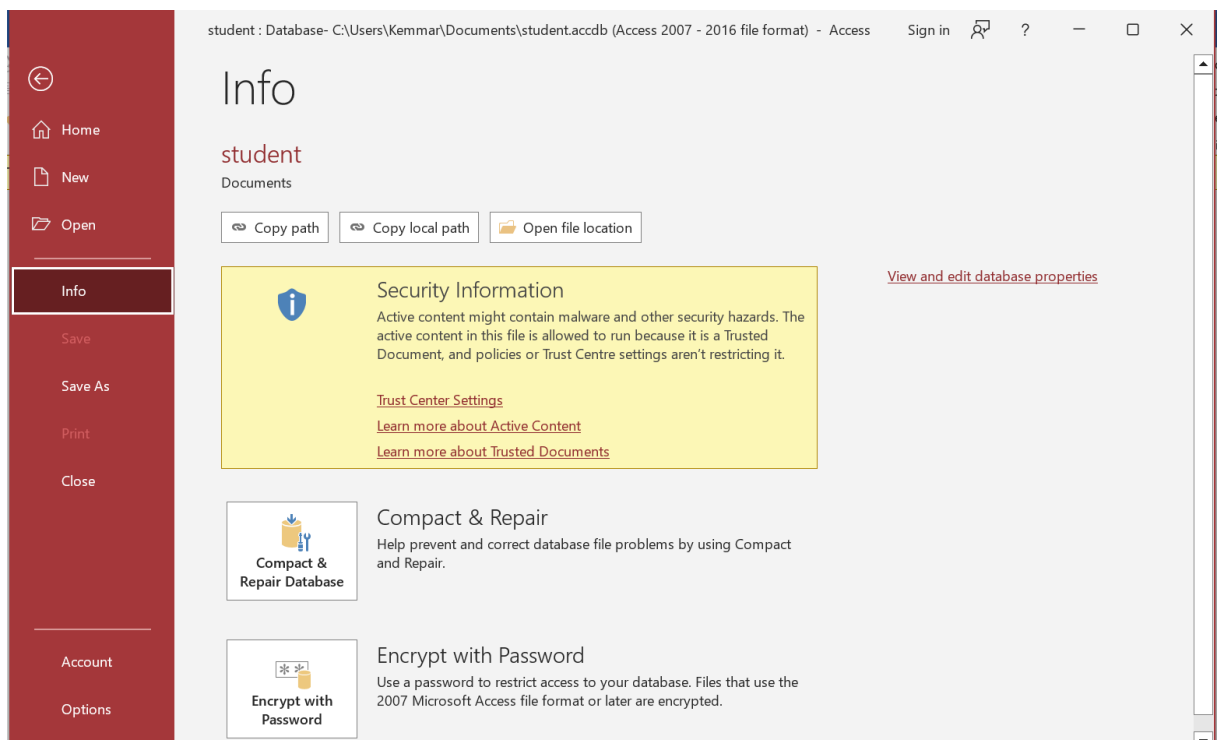 student : Database- C:\Users\Kemmar\Documents\student.accdb (Access 2007 - 2016 file format) - Access
Sign in
?
Home
New
Open
Info
Save
Save As
Print
Close
Account
Options
Info
student
Documents
Copy path
Copy local path
Open file location
Security Information
Active content might contain malware and other security hazards. The
active content in this file is allowed to run because it is a Trusted
Document, and policies or Trust Centre settings aren't restricting it.
Trust Center Settings
Learn more about Active Content
Learn more about Trusted Documents
View and edit database properties
Compact &
Repair Database
Compact & Repair
Help prevent and correct database file problems by using Compact
and Repair.
**
Encrypt with
Password
Encrypt with Password
Use a password to restrict access to your database. Files that use the
2007 Microsoft Access file format or later are encrypted.